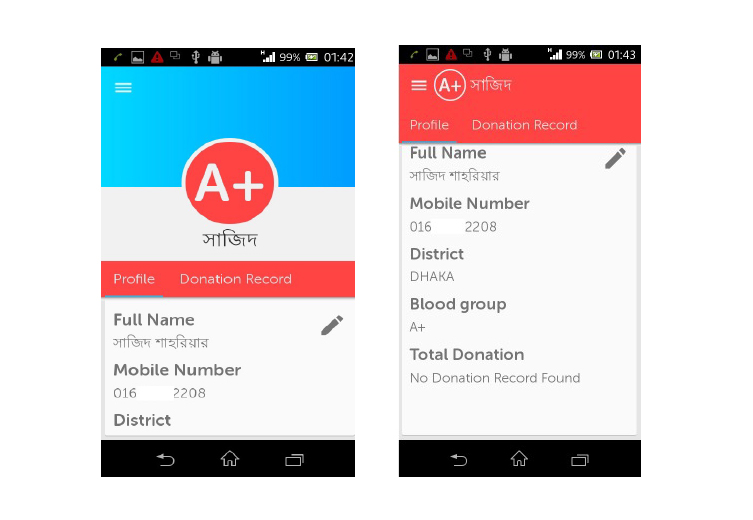 H 99% 01:42
A+
সাজিদ
Profile Donation Record
Full Name
সাজিদ শাহরিয়ার
Mobile Number
016 2208
District
H 99% 01:43
A+ সাজিদ
Profile Donation Record
Full Name
সাজিদ শাহরিয়ার
Mobile Number
016 2208
District
DHAKA
Blood group
A+
Total Donation
No Donation Record Found